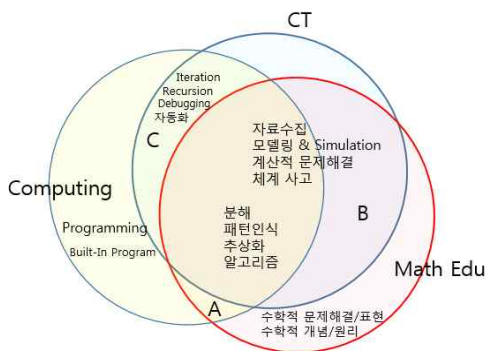 CT
Iteration
Recursion
Debugging
자동화
C
자료수집
모델링 & Simulation
계산적 문제해결
체계 사고
Computing
Programming
Built-In Program
분해
패턴인식
추상화
알고리즘
B
Math Edu
A
수학적 문제해결/표현
수학적 개념/원리